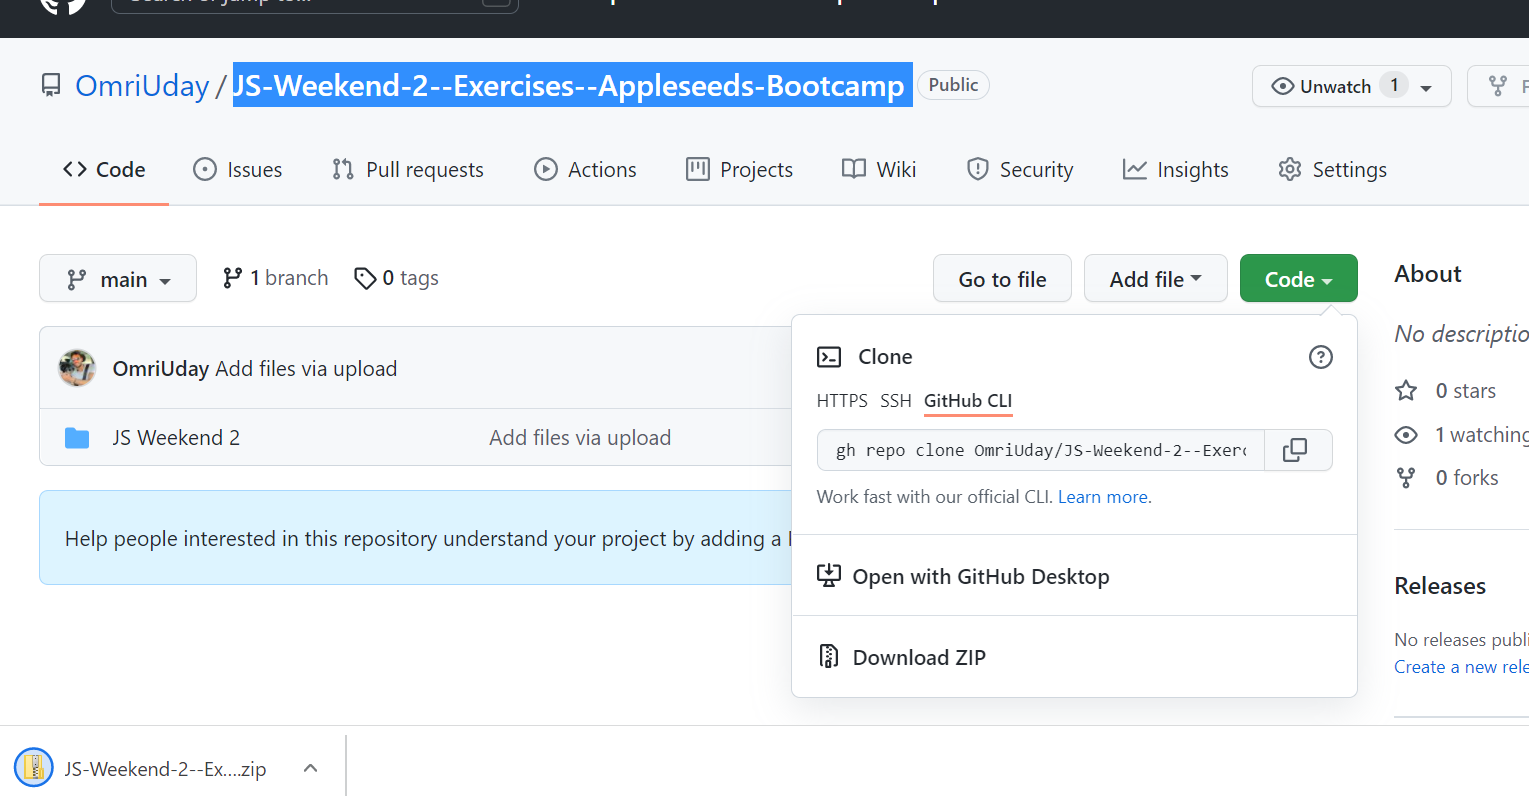 OmriUday / JS-Weekend-2--Exercises--Appleseeds-Bootcamp Public
Unwatch 1
Code Issues Pull requests Actions Projects Wiki Security Insights Settings
main 1 branch 0 tags Go to file Add file Code
OmriUday Add files via upload
JS Weekend 2 Add files via upload
Help people interested in this repository understand your project by adding a
Clone
HTTPS SSH GitHub CLI
gh repo clone OmriUday/JS-Weekend-2--Exerc
Work fast with our official CLI. Learn more.
Open with GitHub Desktop
Download ZIP
About
No descriptio
0 stars
1 watching
0 forks
Releases
No releases publi
Create a new rele
JS-Weekend-2--Ex....zip